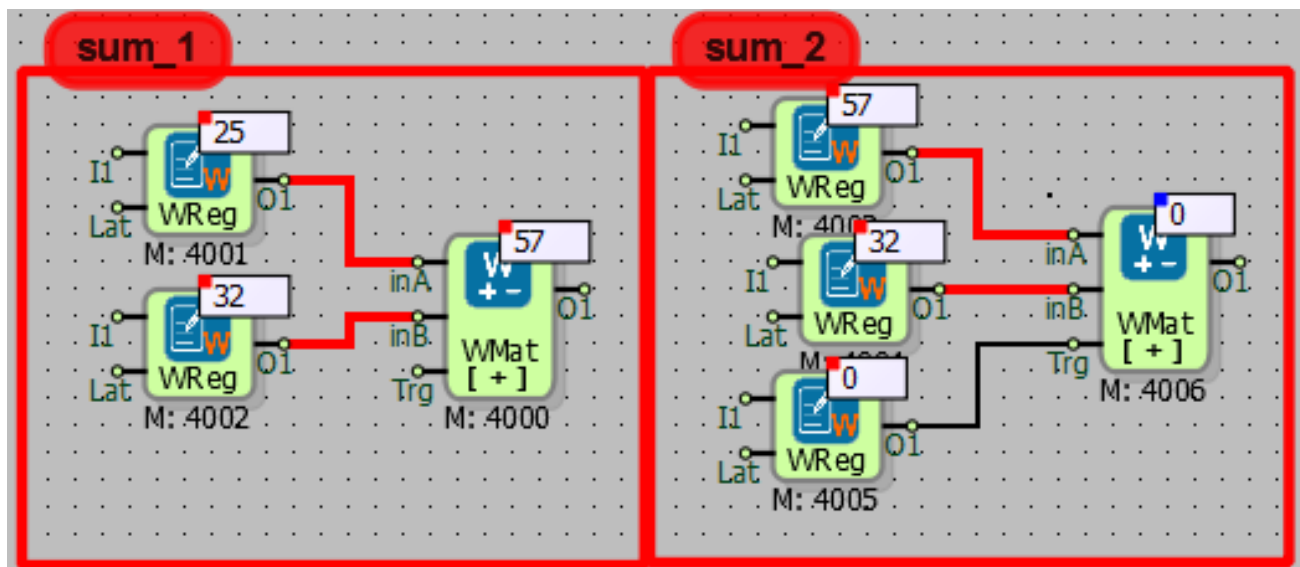 sum_1
25
I1
O1
Lat
WReg
M: 4001
32
I1
O1
Lat
WReg
M: 4002
57
W
inA
O1
inB
WMat
Trg
[ + ]
M: 4000
sum_2
57
I1
O1
Lat
WReg
32
I1
O1
Lat
WReg
0
I1
O1
Lat
WReg
M: 4005
0
W
inA
O1
inB
WMat
Trg
[ + ]
M: 4006